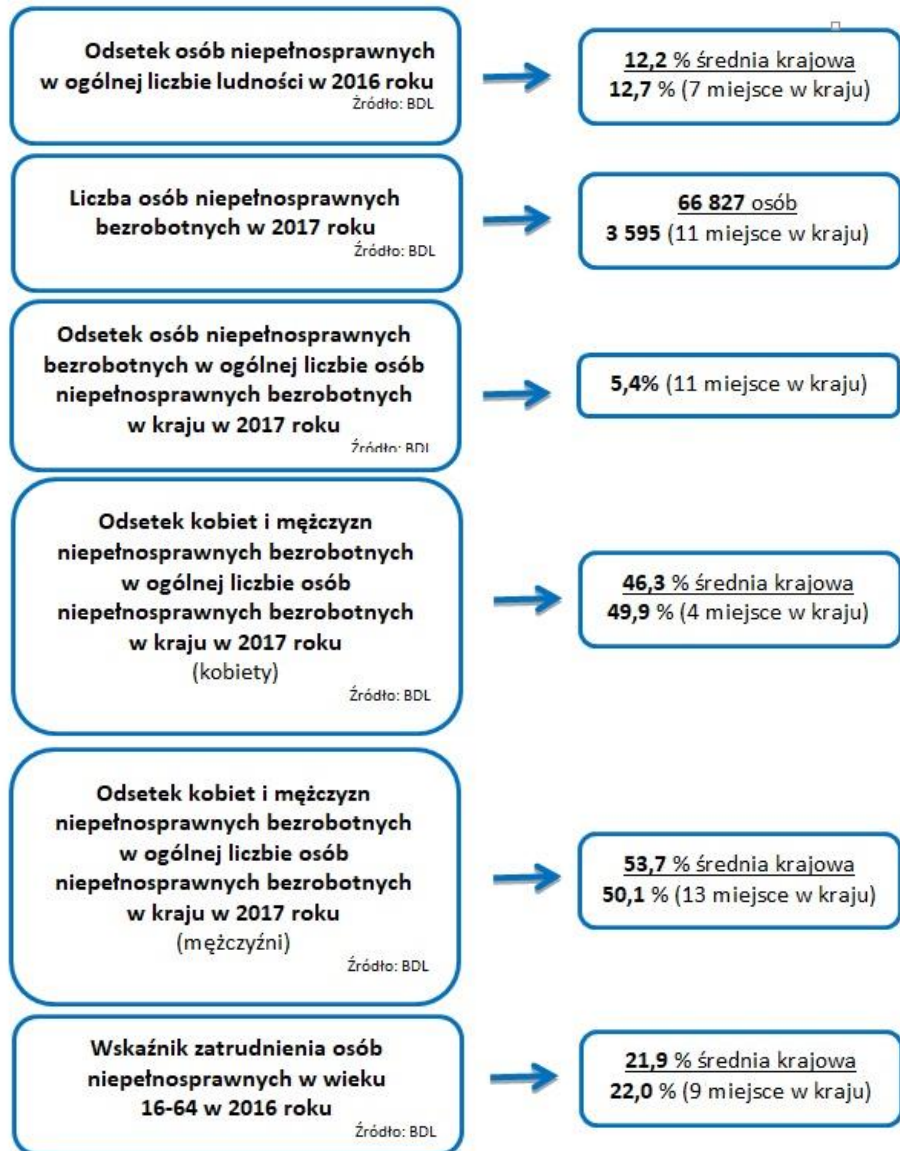 Odsetek osób niepełnosprawnych
w ogólnej liczbie ludności w 2016 roku
Źródło: BDL
12,2 % średnia krajowa
12,7 % (7 miejsce w kraju)
Liczba osób niepełnosprawnych
bezrobotnych w 2017 roku
Źródło: BDL
66 827 osób
3 595 (11 miejsce w kraju)
Odsetek osób niepełnosprawnych
bezrobotnych w ogólnej liczbie osób
niepełnosprawnych bezrobotnych
w kraju w 2017 roku
Źródło: BDL
5,4% (11 miejsce w kraju)
Odsetek kobiet i mężczyzn
niepełnosprawnych bezrobotnych
w ogólnej liczbie osób
niepełnosprawnych bezrobotnych
w kraju w 2017 roku
(kobiety)
Źródło: BDL
46,3 % średnia krajowa
49,9 % (4 miejsce w kraju)
Odsetek kobiet i mężczyzn
niepełnosprawnych bezrobotnych
w ogólnej liczbie osób
niepełnosprawnych bezrobotnych
w kraju w 2017 roku
(mężczyźni)
Źródło: BDL
53,7 % średnia krajowa
50,1 % (13 miejsce w kraju)
Wskaźnik zatrudnienia osób
niepełnosprawnych w wieku
16-64 w 2016 roku
Źródło: BDL
21,9 % średnia krajowa
22,0 % (9 miejsce w kraju)